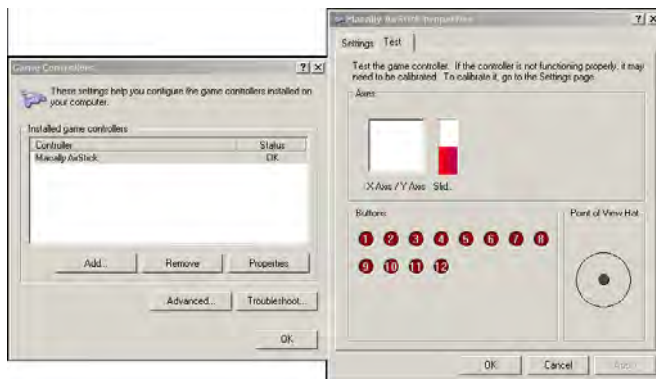 Game Controllers
These settings help you configure the game controllers installed on
your computer.
Installed game controllers
Controller Status
Macally AirStick OK
Add... Remove Properties
Advanced... Troubleshoot...
OK
Macally AirStick properties
Settings Test
Test the game controller. If the controller is not functioning properly, it may
need to be calibrated. To calibrate it, go to the Settings page.
Axes
X Axis / Y Axis Slid..
Buttons
1 2 3 4 5 6 7 8
9 10 11 12
Point of View Hat
OK Cancel Apply